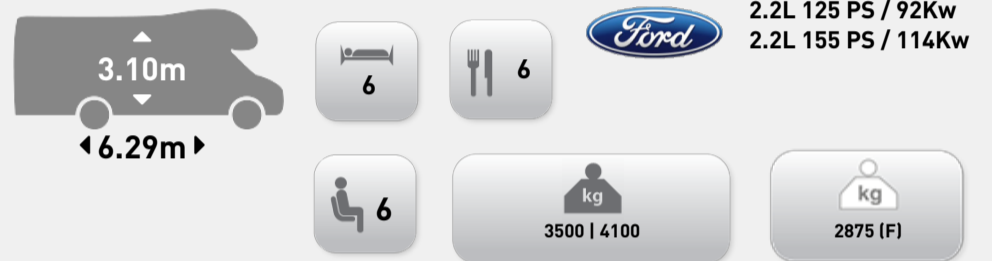 3.10m
6.29m
6
6
Ford
2.2L 125 PS / 92Kw
2.2L 155 PS / 114Kw
6
kg
3500 | 4100
kg
2875 (F)